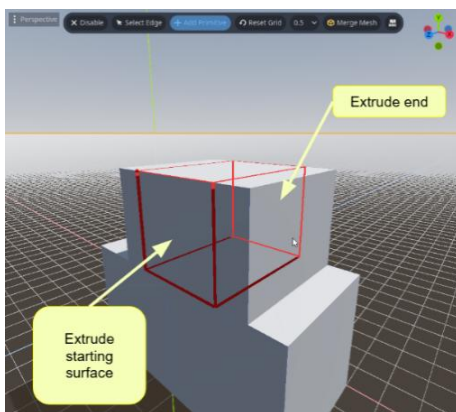 Perspective
Disable Select Edge Add Primitive Reset Grid 0.5 Merge Mesh
Extrude end
Extrude
starting
surface